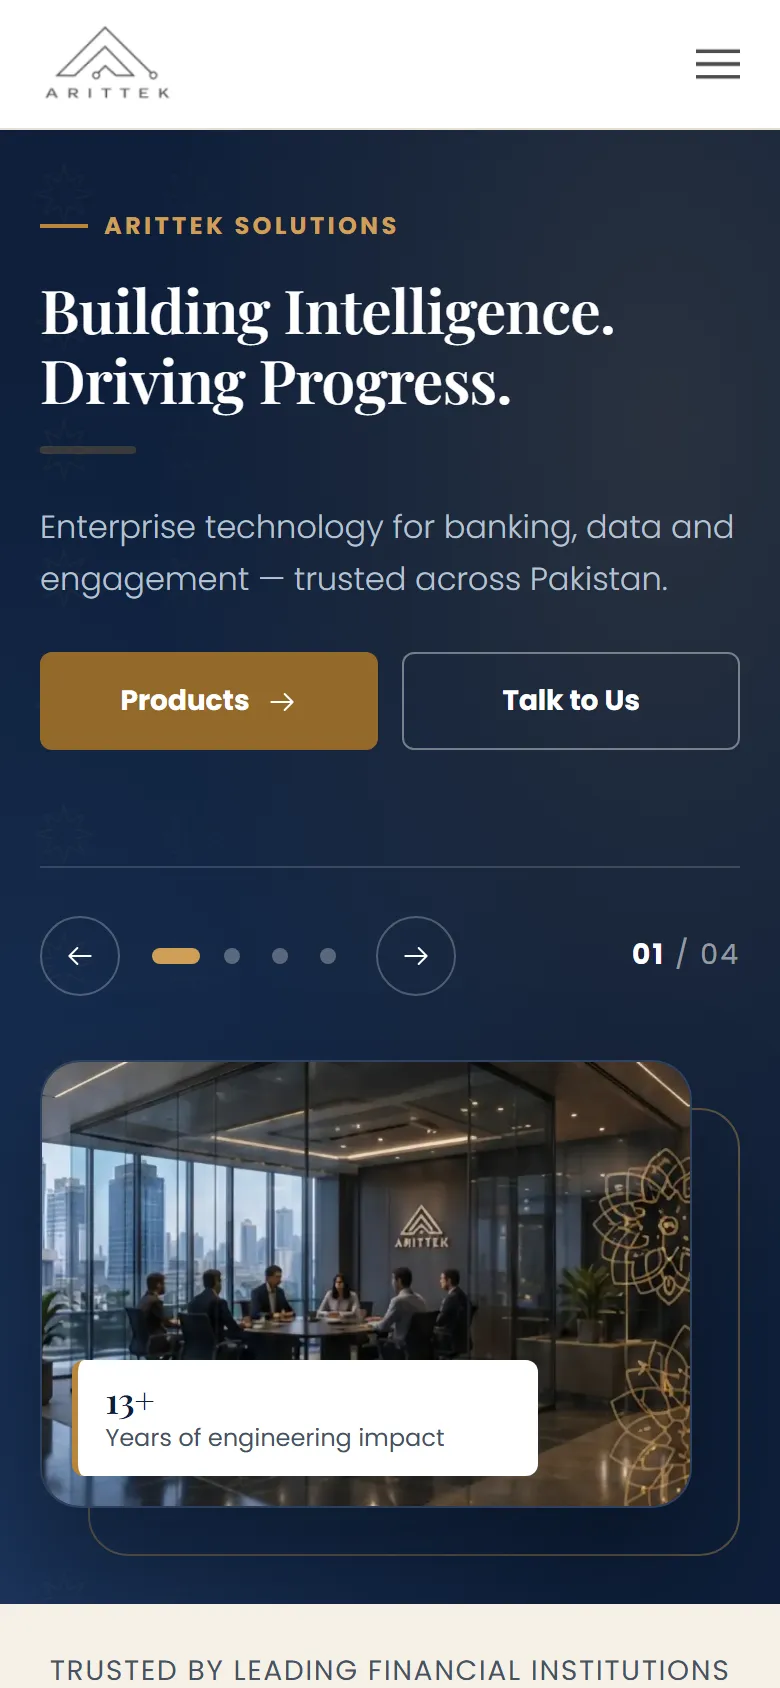 ARITTEK
ARITTEK SOLUTIONS
Building Intelligence.
Driving Progress.
Enterprise technology for banking, data and
engagement — trusted across Pakistan.
Products →
Talk to Us
← →
01 / 04
ARITTEK
13+
Years of engineering impact
TRUSTED BY LEADING FINANCIAL INSTITUTIONS